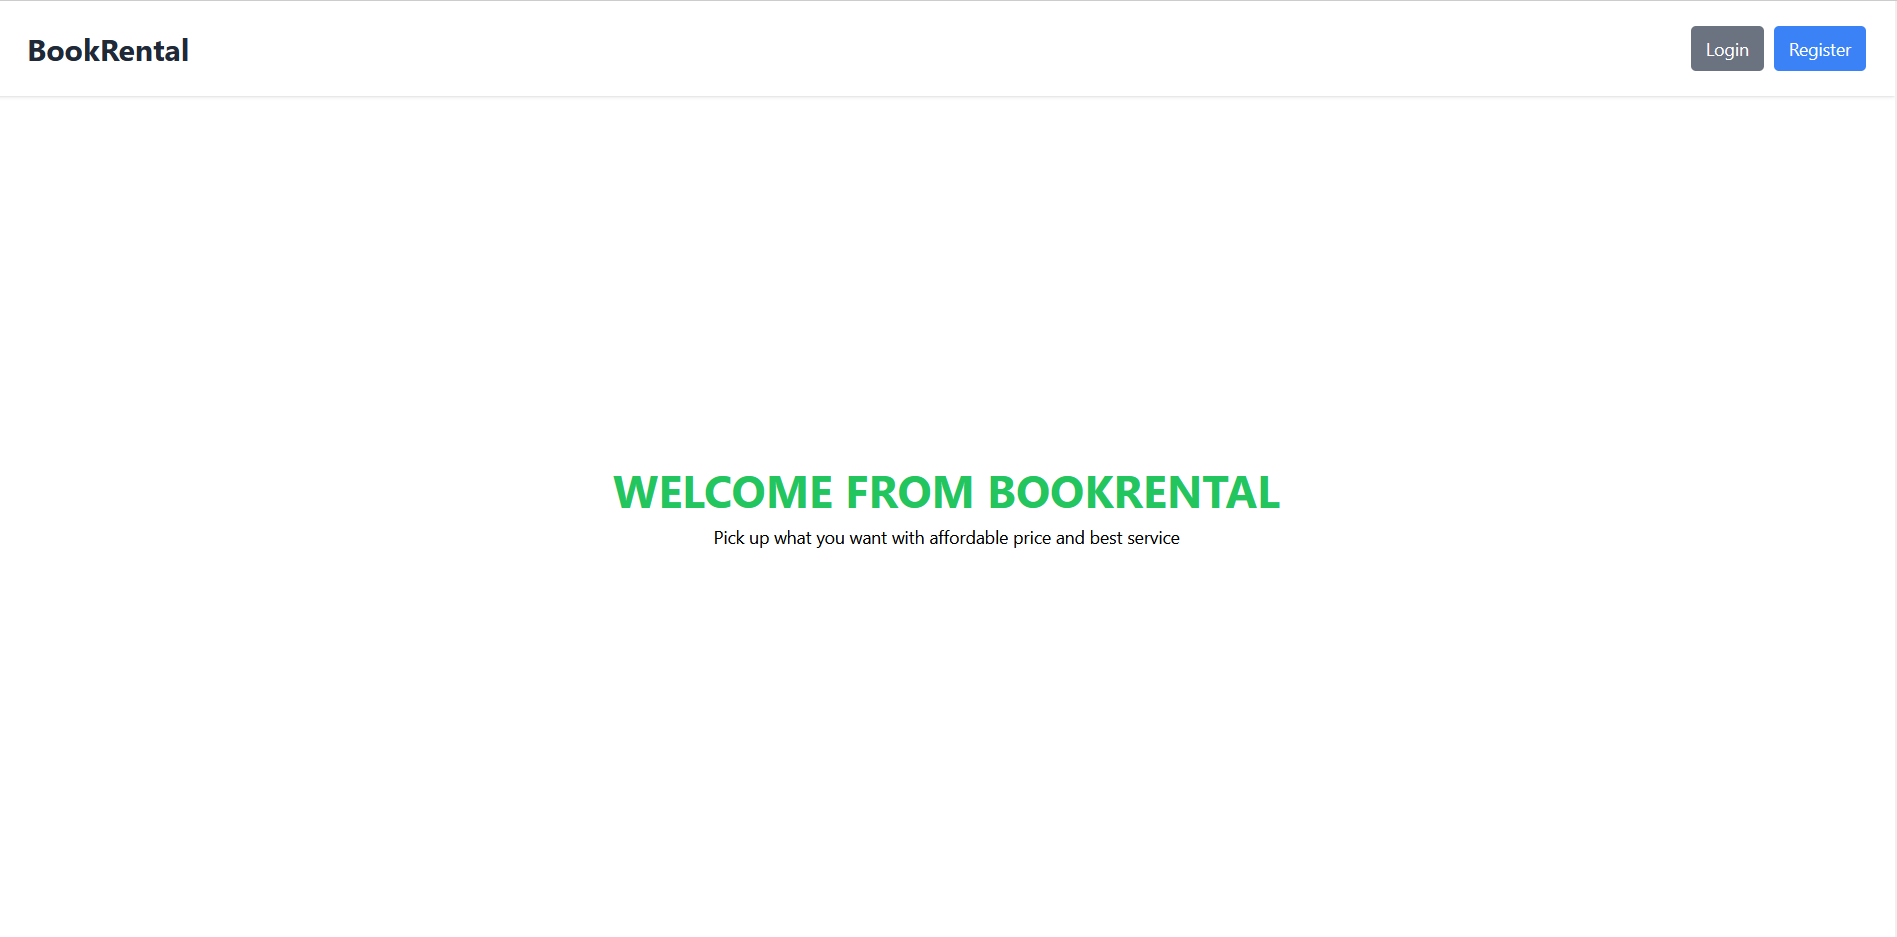 BookRental
Login
Register
WELCOME FROM BOOKRENTAL
Pick up what you want with affordable price and best service